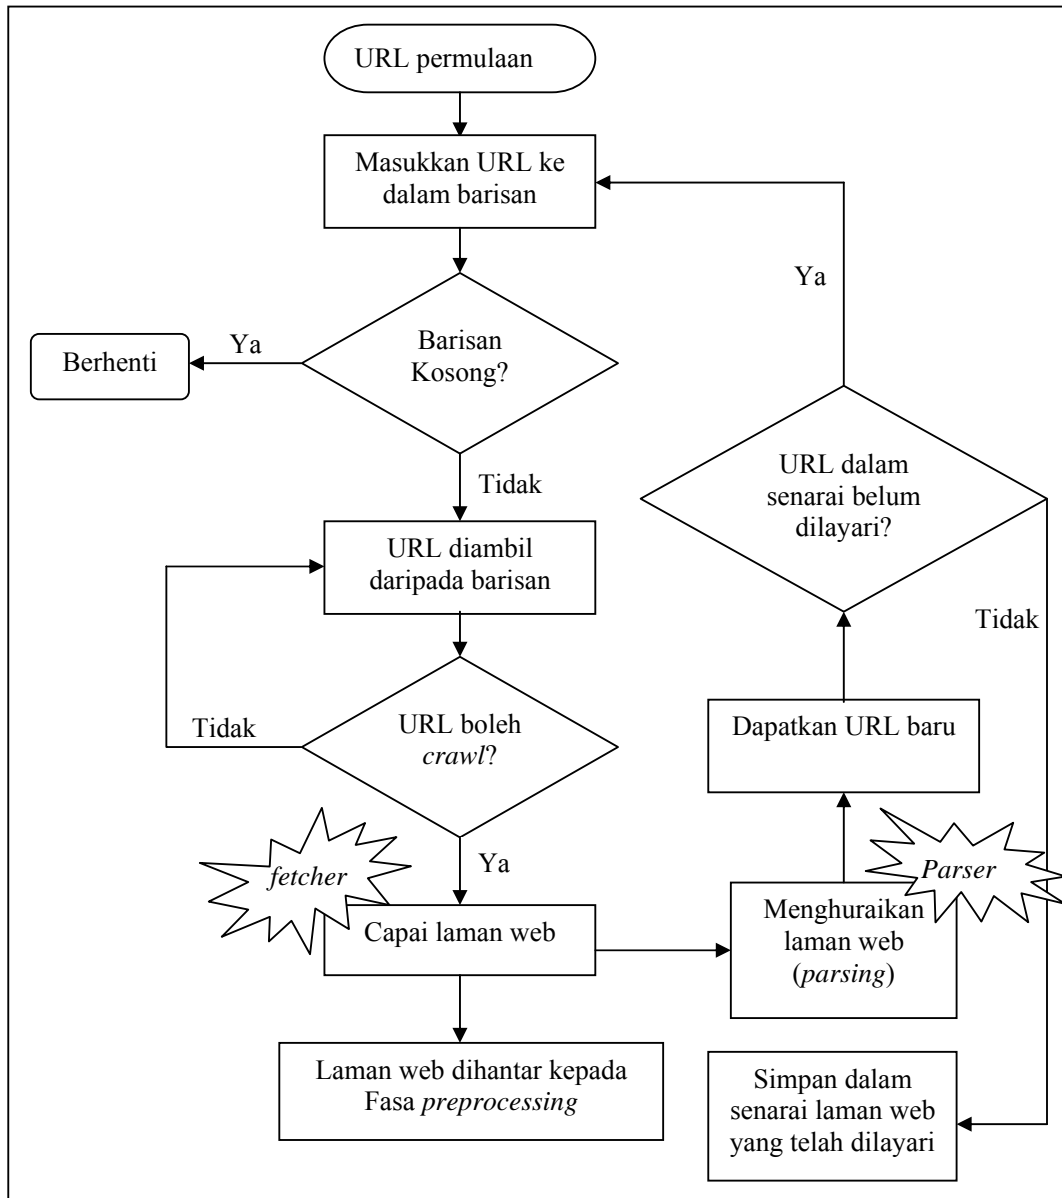 URL permulaan
Masukkan URL ke
dalam barisan
Ya
Barisan
Kosong?
Ya
Berhenti
Tidak
URL dalam
senarai belum
dilayari?
URL diambil
daripada barisan
Tidak
Tidak
URL boleh
crawl?
Dapatkan URL baru
Ya
fetcher
Parser
Capai laman web
Menghuraikan
laman web
(parsing)
Laman web dihantar kepada
Fasa preprocessing
Simpan dalam
senarai laman web
yang telah dilayari